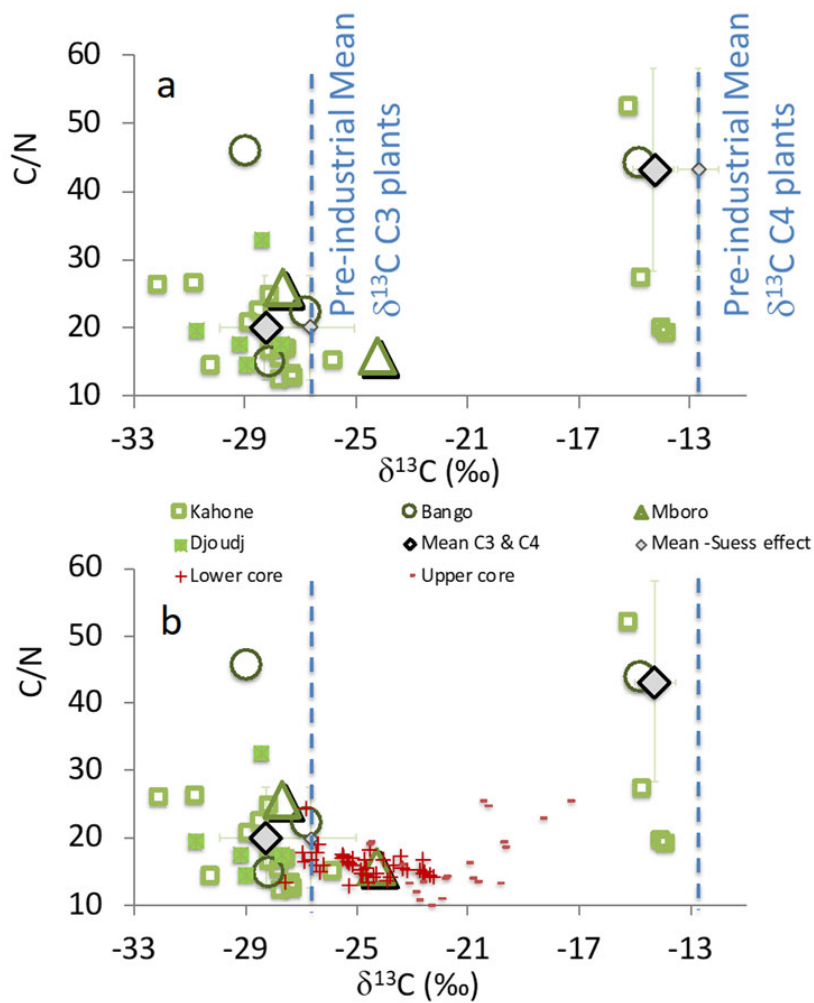 a
C/N
60
50
40
30
20
10
-33
-29
-25
-21
-17
-13
δ¹³C (‰)
Pre-industrial Mean
δ¹³C C3 plants
Pre-industrial Mean
δ¹³C C4 plants
Kahone
Bango
Mboro
Djoudj
Mean C3 & C4
Mean -Suess effect
Lower core
Upper core
b
C/N
60
50
40
30
20
10
-33
-29
-25
-21
-17
-13
δ¹³C (‰)